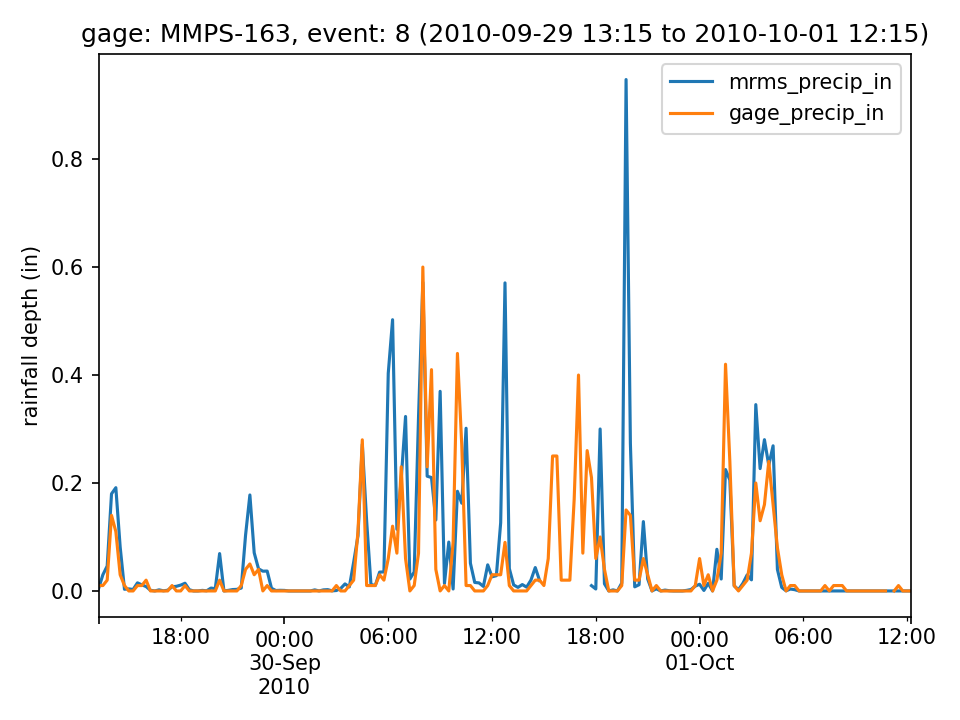 gage: MMPS-163, event: 8 (2010-09-29 13:15 to 2010-10-01 12:15)
mrms_precip_in
gage_precip_in
rainfall depth (in)
0.8
0.6
0.4
0.2
0.0
18:00 00:00 06:00 12:00 18:00 00:00 06:00 12:00
30-Sep 01-Oct
2010